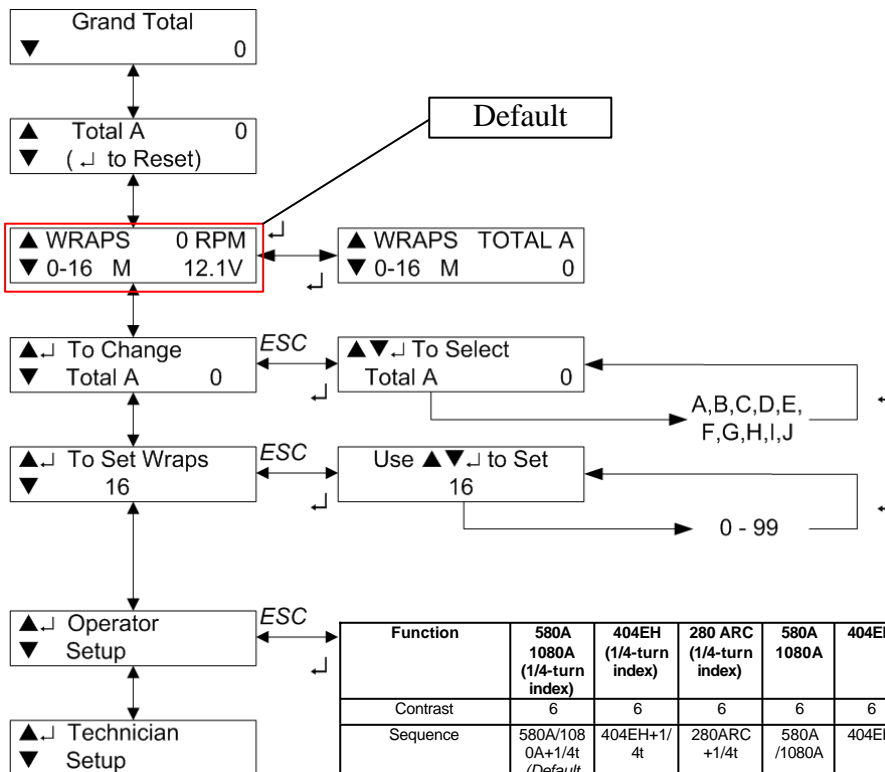 Grand Total
▼ 0
Default
▲ Total A 0
▼ ( ↵ to Reset)
▲ WRAPS 0 RPM
▼ 0-16 M 12.1V
↵
↵
▲ WRAPS TOTAL A
▼ 0-16 M 0
▲↵ To Change
▼ Total A 0
ESC
↵
▲▼↵ To Select
Total A 0
A,B,C,D,E,
F,G,H,I,J
↵
▲↵ To Set Wraps
▼ 16
ESC
↵
Use ▲▼↵ to Set
16
0 - 99
↵
▲↵ Operator
▼ Setup
ESC
↵
Function 580A 1080A (1/4-turn index) 404EH (1/4-turn index) 280 ARC (1/4-turn index) 580A 1080A
Contrast 6 6 6 6 6
Sequence 580A/108 0A+1/4t (Default 404EH+1/ 4t 280ARC +1/4t 580A /1080A
▲↵ Technician
▼ Setup